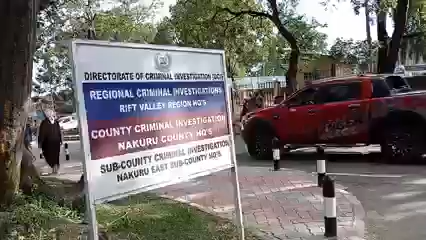 DIRECTORATE OF CRIMINAL INVESTIGATION (DCI)
REGIONAL CRIMINAL INVESTIGATIONS
RIFT VALLEY REGION HQ'S
COUNTY CRIMINAL INVESTIGATION
NAKURU COUNTY HQ'S
SUB-COUNTY CRIMINAL INVESTIGATION
NAKURU EAST SUB-COUNTY HQ'S